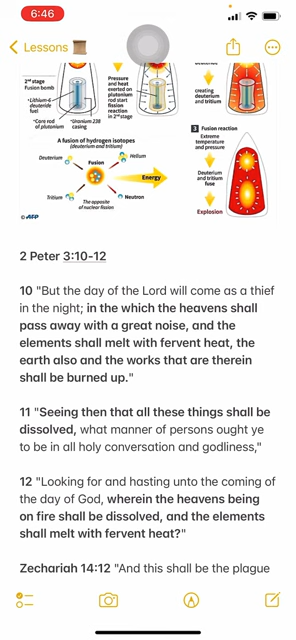 6:46
Lessons
2nd stage
Fusion bomb
*Lithium-6
deuteride
fuel
*Core rod
of plutonium
*Uranium 238
casing
Pressure
and heat
exerted on
plutonium
rod start
fission
reaction
in 2nd stage
creating
deuterium
and tritium
A fusion of hydrogen isotopes
(deuterium and tritium)
Deuterium
Fusion
Helium
Energy
Tritium
The opposite
of nuclear fission
Neutron
3 Fusion reaction
Extreme
temperature
and pressure
Deuterium
and tritium
fuse
Explosion
© AFP
2 Peter 3:10-12
10 "But the day of the Lord will come as a thief
in the night; in the which the heavens shall
pass away with a great noise, and the
elements shall melt with fervent heat, the
earth also and the works that are therein
shall be burned up."
11 "Seeing then that all these things shall be
dissolved, what manner of persons ought ye
to be in all holy conversation and godliness,"
12 "Looking for and hasting unto the coming of
the day of God, wherein the heavens being
on fire shall be dissolved, and the elements
shall melt with fervent heat?"
Zechariah 14:12 "And this shall be the plague